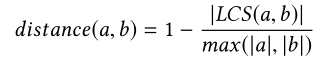 distance(a, b) = 1 − |LCS(a, b)| / max(|a|, |b|)